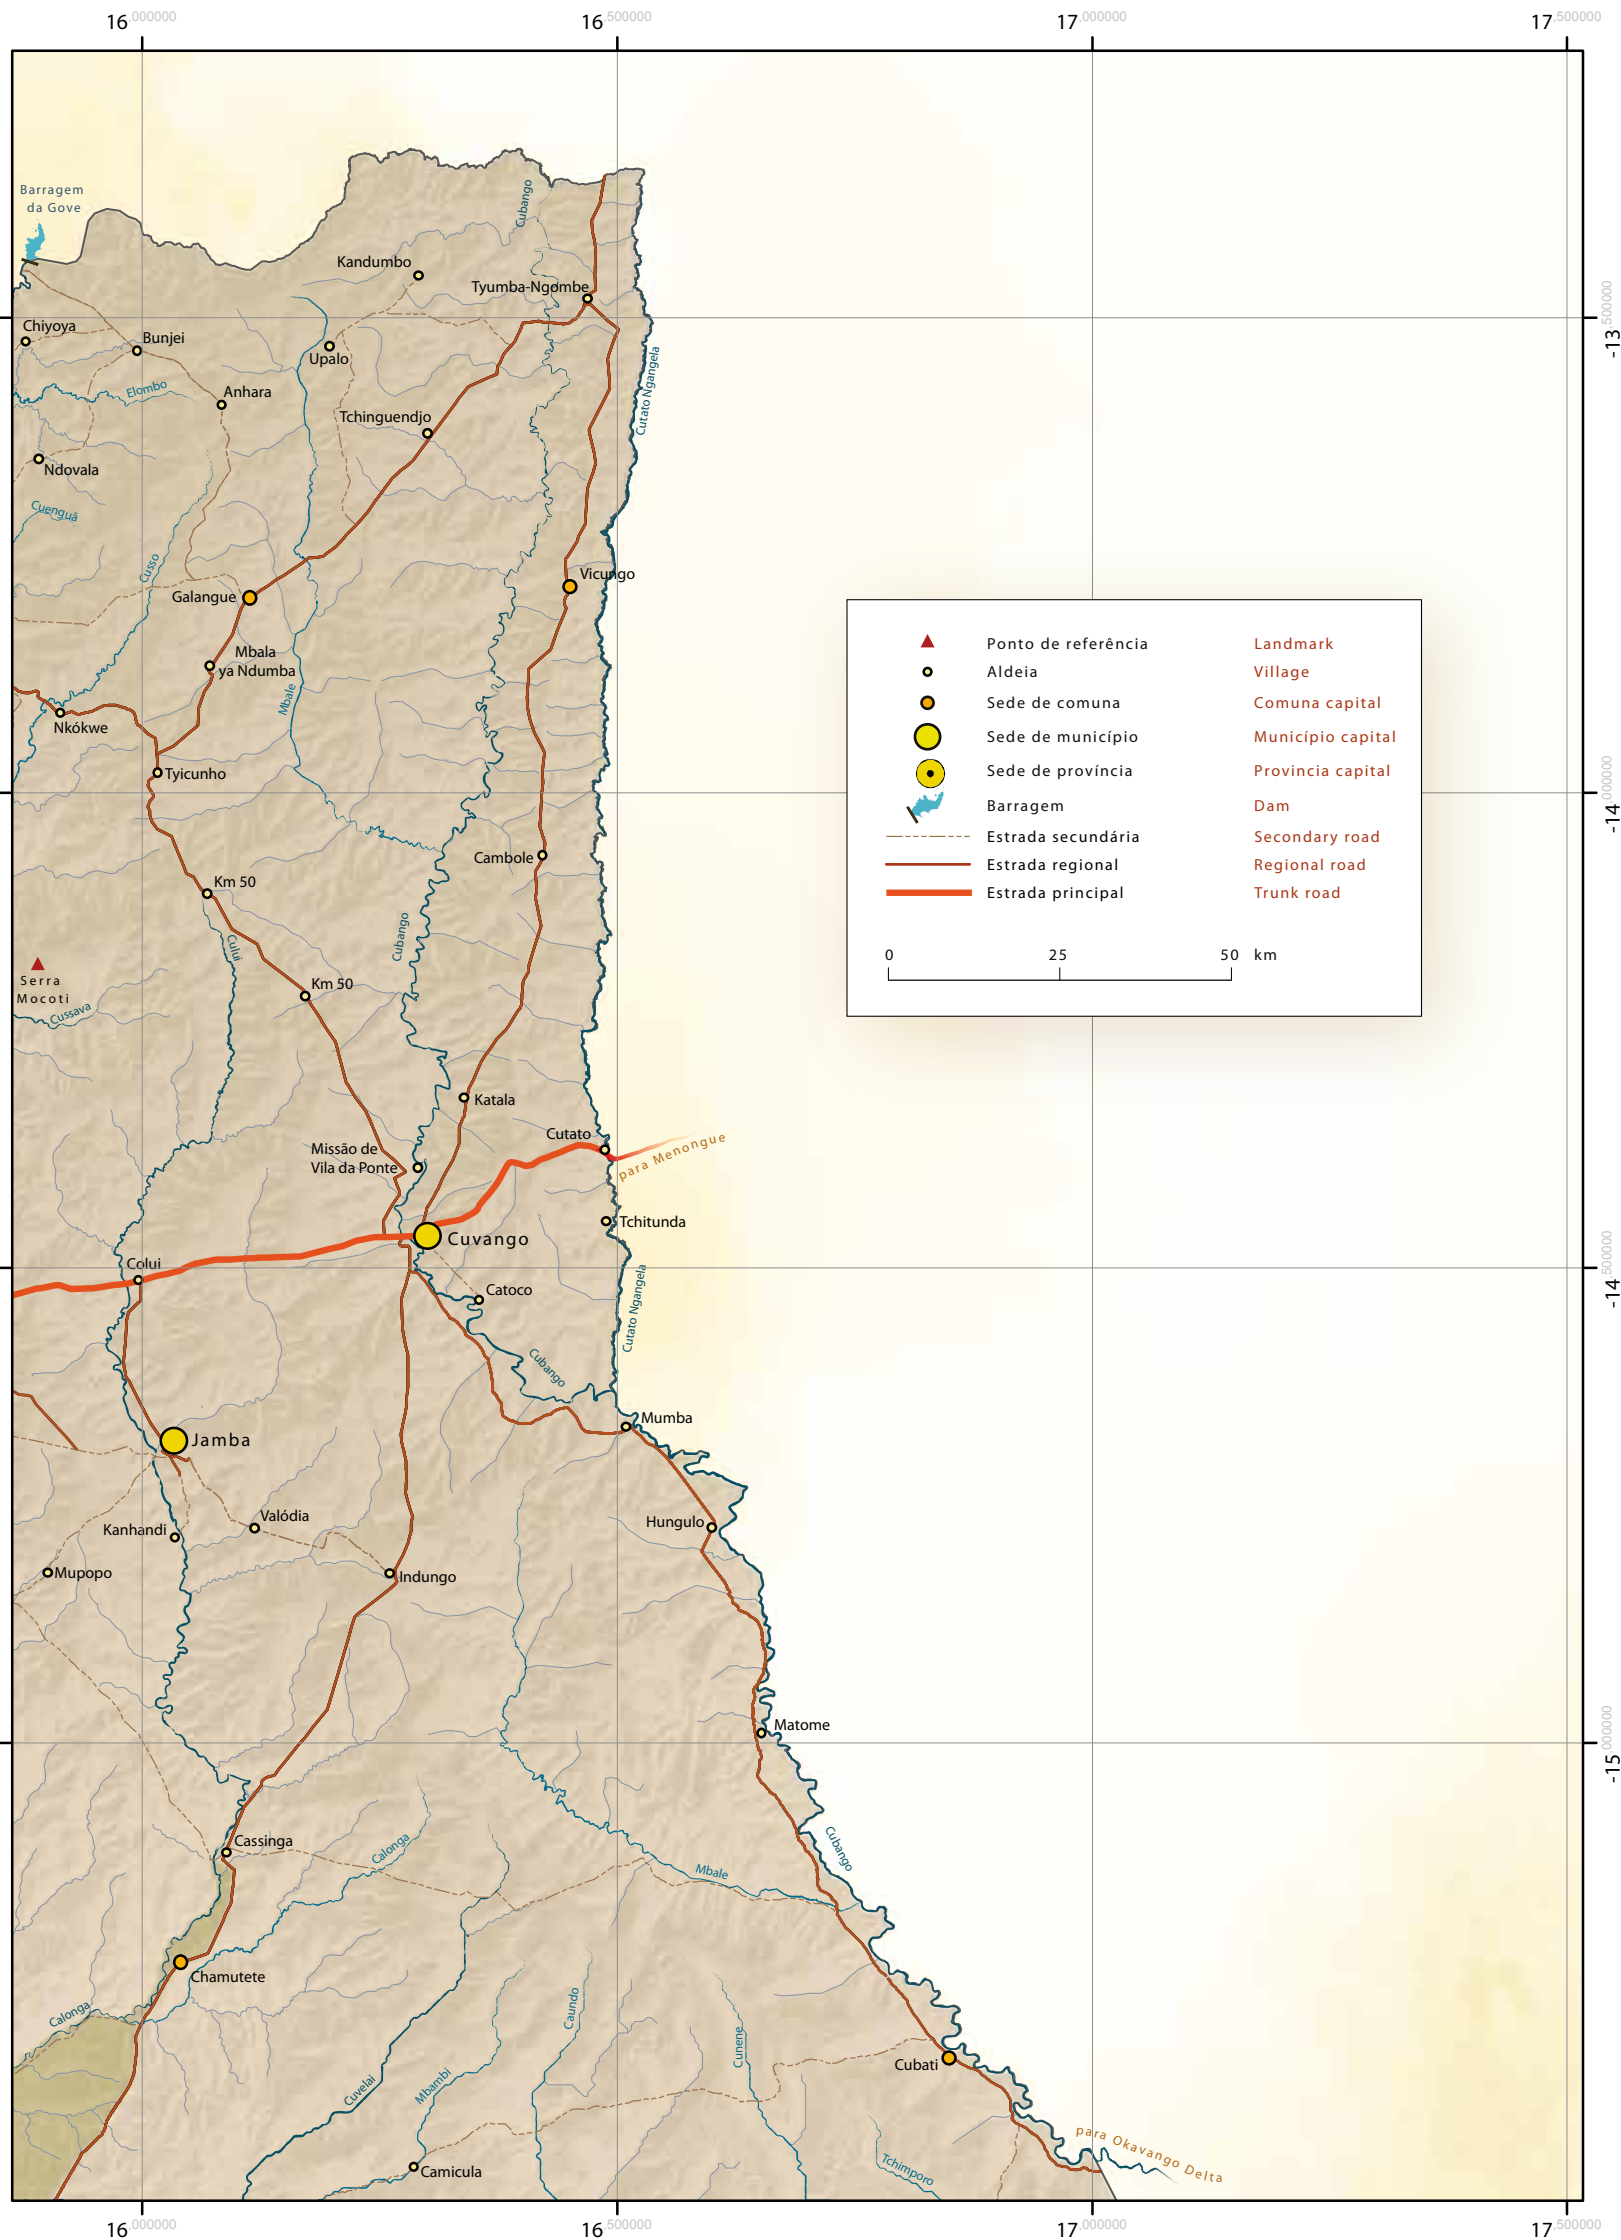 16.000000
16.500000
17.000000
17.500000
Barragem
da Gove
Cubango
Kandumbo
Tyumba-Ngombe
-13.500000
Chiyoya
Bunjei
Upalo
Cutato Ngangela
Elombo
Anhara
Tchinguendjo
Ndovala
Cuenguã
Cusso
Vicungo
Galangue
Mbala
ya Ndumba
Mbale
Nkókwe
Tyicunho
Ponto de referência Landmark
Aldeia Village
Sede de comuna Comuna capital
Sede de município Município capital
Sede de província Provincia capital
Barragem Dam
Estrada secundária Secondary road
Estrada regional Regional road
Estrada principal Trunk road
0 25 50 km
-14.000000
Cambole
Km 50
Cubango
Cului
Serra
Mocoti
Km 50
Cussava
Katala
Cutato
Missão de
Vila da Ponte
para Menongue
Tchitunda
Cuvango
-14.500000
Colui
Catoco
Cutato Ngangela
Cubango
Mumba
Jamba
Valódia
Hungulo
Kanhandi
Mupopo
Indungo
Matome
-15.000000
Cassinga
Calonga
Cubango
Mbale
Chamutete
Calonga
Caundo
Cunene
Cubati
Cuvelai
Mbambi
para Okavango Delta
Camicula
Tchimporo
16.000000
16.500000
17.000000
17.500000